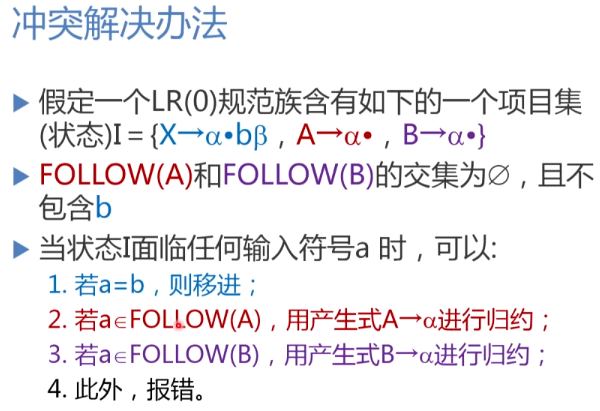 冲突解决办法
假定一个LR(0)规范族含有如下的一个项目集
(状态)I = {X→α•bβ , A→α• , B→α•}
FOLLOW(A)和FOLLOW(B)的交集为∅ , 且不
包含b
当状态I面临任何输入符号a 时 , 可以:
1. 若a=b , 则移进 ;
2. 若a∈FOLLOW(A) , 用产生式A→α进行归约 ;
3. 若a∈FOLLOW(B) , 用产生式B→α进行归约 ;
4. 此外 , 报错。